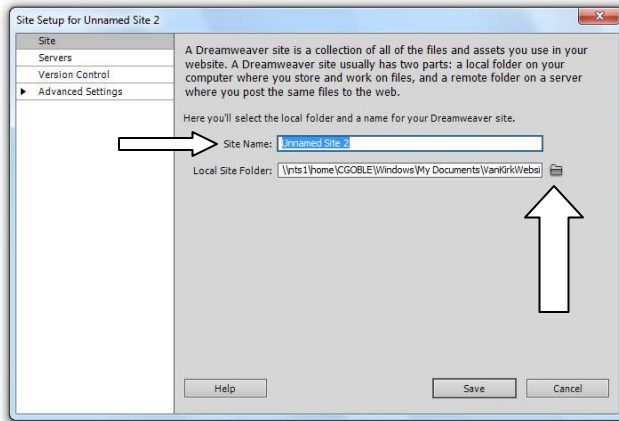 Site Setup for Unnamed Site 2
Site
Servers
Version Control
Advanced Settings
A Dreamweaver site is a collection of all of the files and assets you use in your
website. A Dreamweaver site usually has two parts: a local folder on your
computer where you store and work on files, and a remote folder on a server
where you post the same files to the web.
Here you'll select the local folder and a name for your Dreamweaver site.
Site Name: Unnamed Site 2
Local Site Folder: \\nts1\home\CGOBLE\Windows\My Documents\VanKirkWebsi
Help Save Cancel